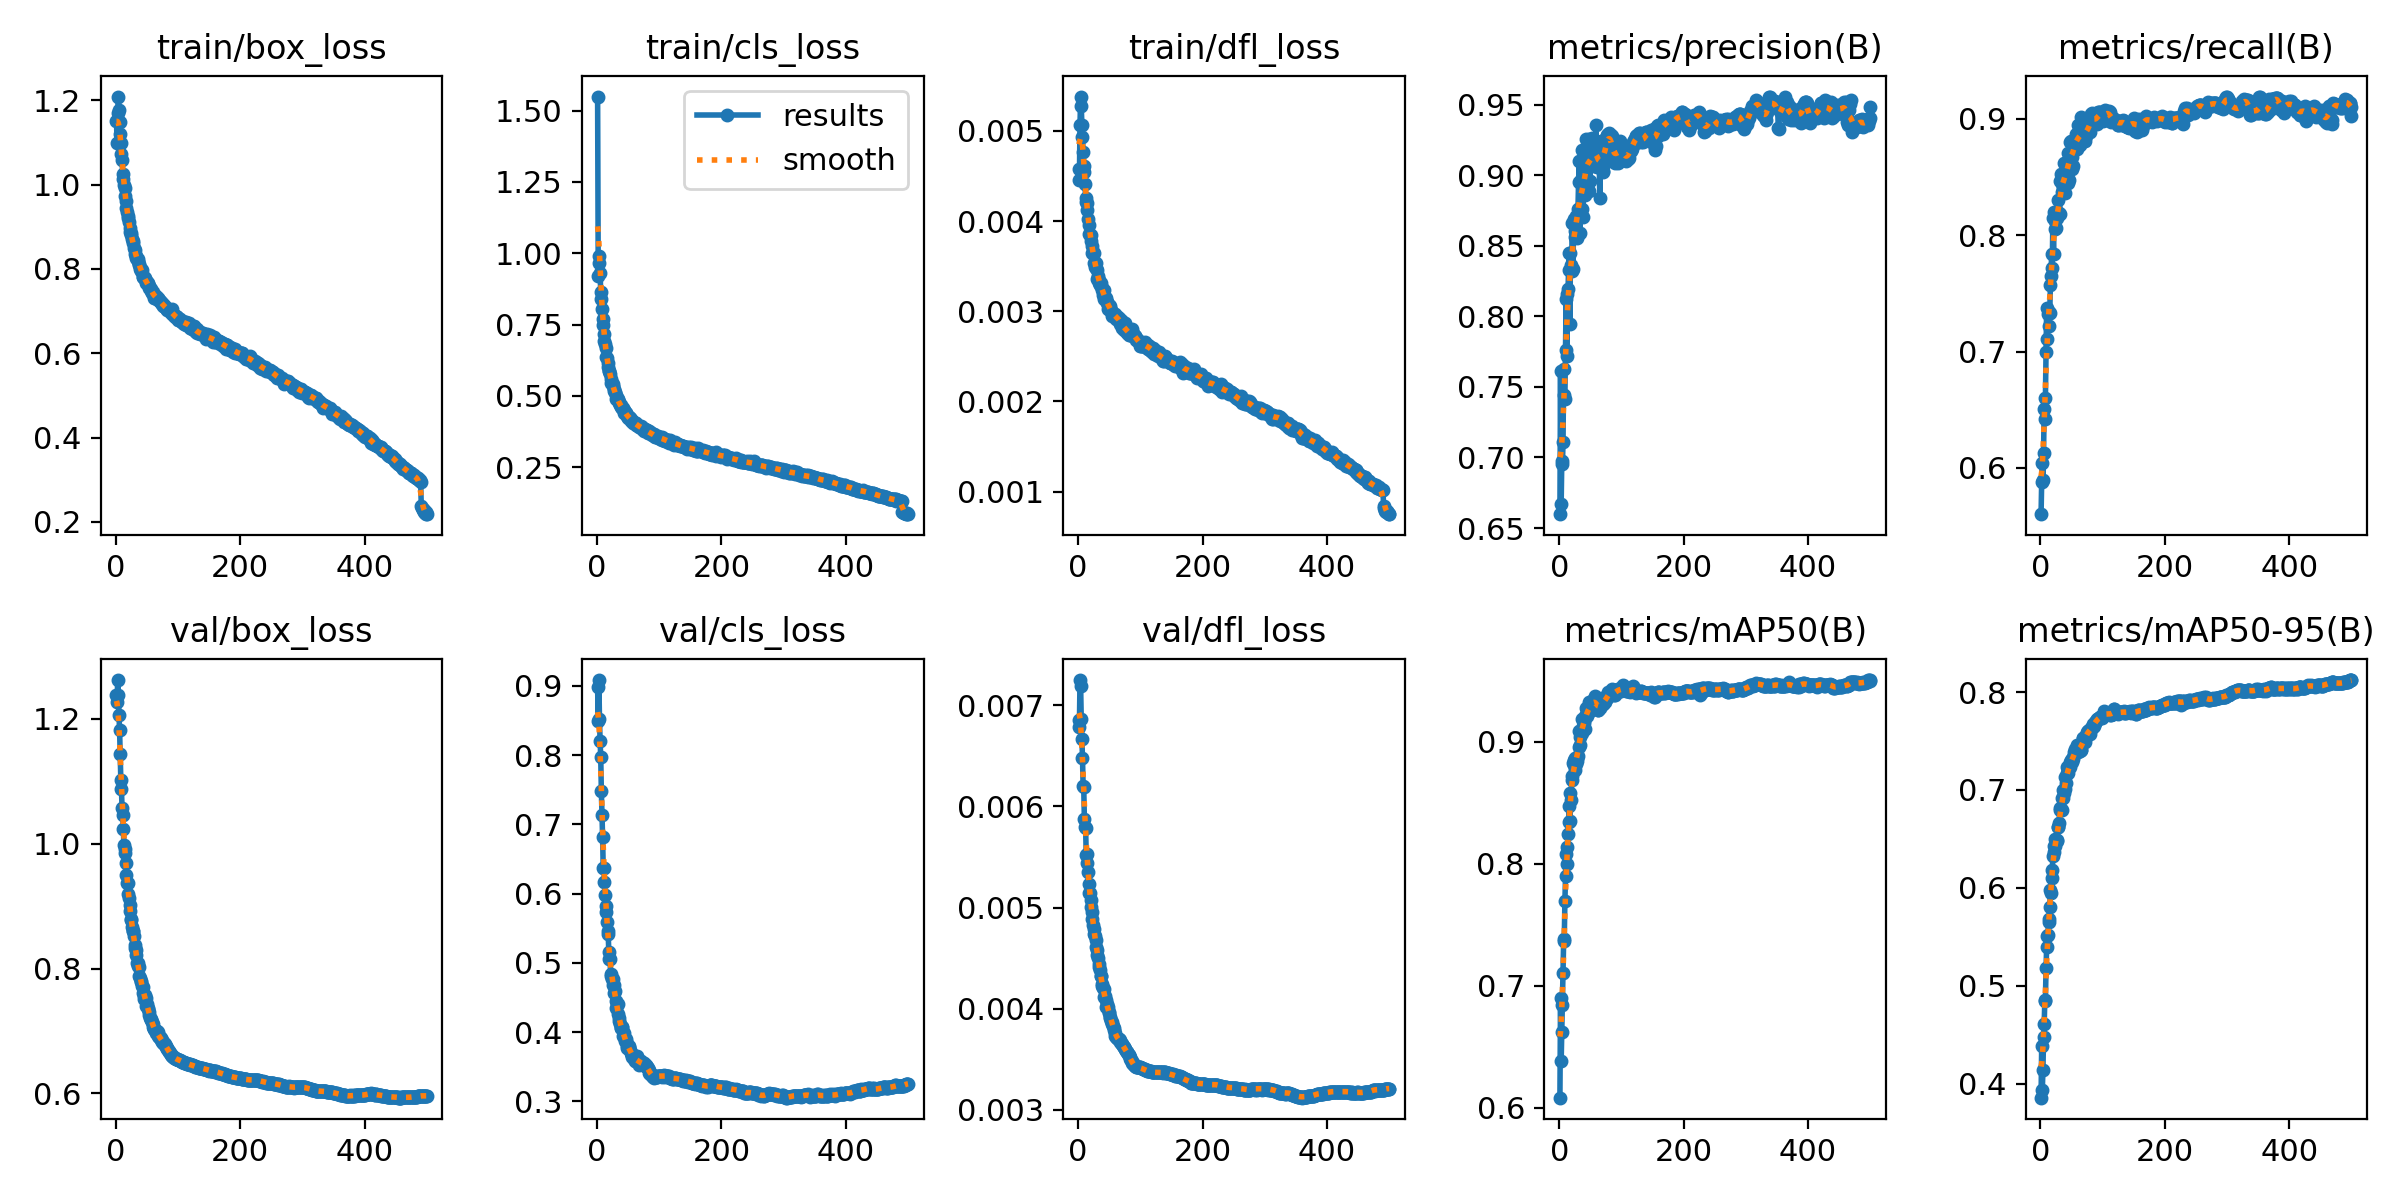 train/box_loss
1.2
1.0
0.8
0.6
0.4
0.2
0 200 400
train/cls_loss
results
smooth
1.50
1.25
1.00
0.75
0.50
0.25
0 200 400
train/dfl_loss
0.005
0.004
0.003
0.002
0.001
0 200 400
metrics/precision(B)
0.95
0.90
0.85
0.80
0.75
0.70
0.65
0 200 400
metrics/recall(B)
0.9
0.8
0.7
0.6
0 200 400
val/box_loss
1.2
1.0
0.8
0.6
0 200 400
val/cls_loss
0.9
0.8
0.7
0.6
0.5
0.4
0.3
0 200 400
val/dfl_loss
0.007
0.006
0.005
0.004
0.003
0 200 400
metrics/mAP50(B)
0.9
0.8
0.7
0.6
0 200 400
metrics/mAP50-95(B)
0.8
0.7
0.6
0.5
0.4
0 200 400